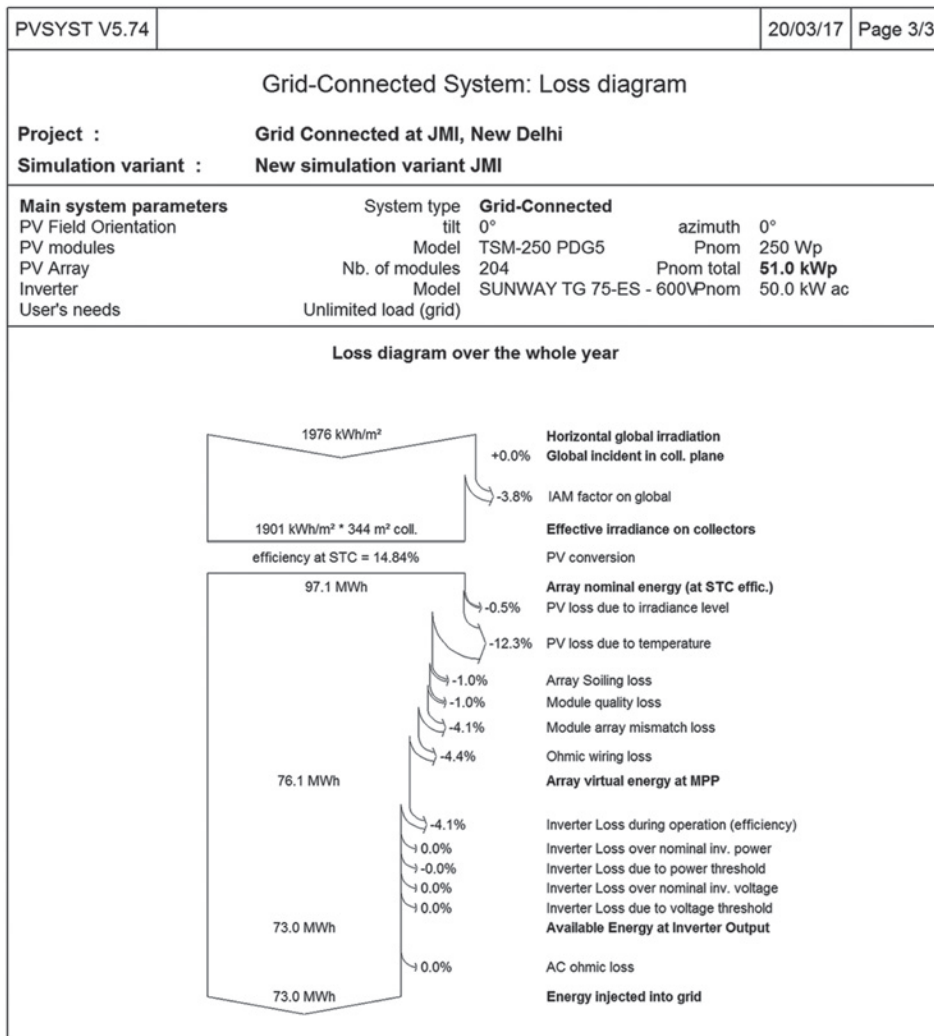 PVSYST V5.74 20/03/17 Page 3/3
Grid-Connected System: Loss diagram
Project : Grid Connected at JMI, New Delhi
Simulation variant : New simulation variant JMI
Main system parameters System type Grid-Connected
PV Field Orientation tilt 0° azimuth 0°
PV modules Model TSM-250 PDG5 Pnom 250 Wp
PV Array Nb. of modules 204 Pnom total 51.0 kWp
Inverter Model SUNWAY TG 75-ES - 600V Pnom 50.0 kW ac
User's needs Unlimited load (grid)
Loss diagram over the whole year
1976 kWh/m² Horizontal global irradiation
+0.0% Global incident in coll. plane
-3.8% IAM factor on global
1901 kWh/m² * 344 m² coll. Effective irradiance on collectors
efficiency at STC = 14.84% PV conversion
97.1 MWh Array nominal energy (at STC effic.)
-0.5% PV loss due to irradiance level
-12.3% PV loss due to temperature
-1.0% Array Soiling loss
-1.0% Module quality loss
-4.1% Module array mismatch loss
-4.4% Ohmic wiring loss
76.1 MWh Array virtual energy at MPP
-4.1% Inverter Loss during operation (efficiency)
0.0% Inverter Loss over nominal inv. power
-0.0% Inverter Loss due to power threshold
0.0% Inverter Loss over nominal inv. voltage
0.0% Inverter Loss due to voltage threshold
73.0 MWh Available Energy at Inverter Output
0.0% AC ohmic loss
73.0 MWh Energy injected into grid